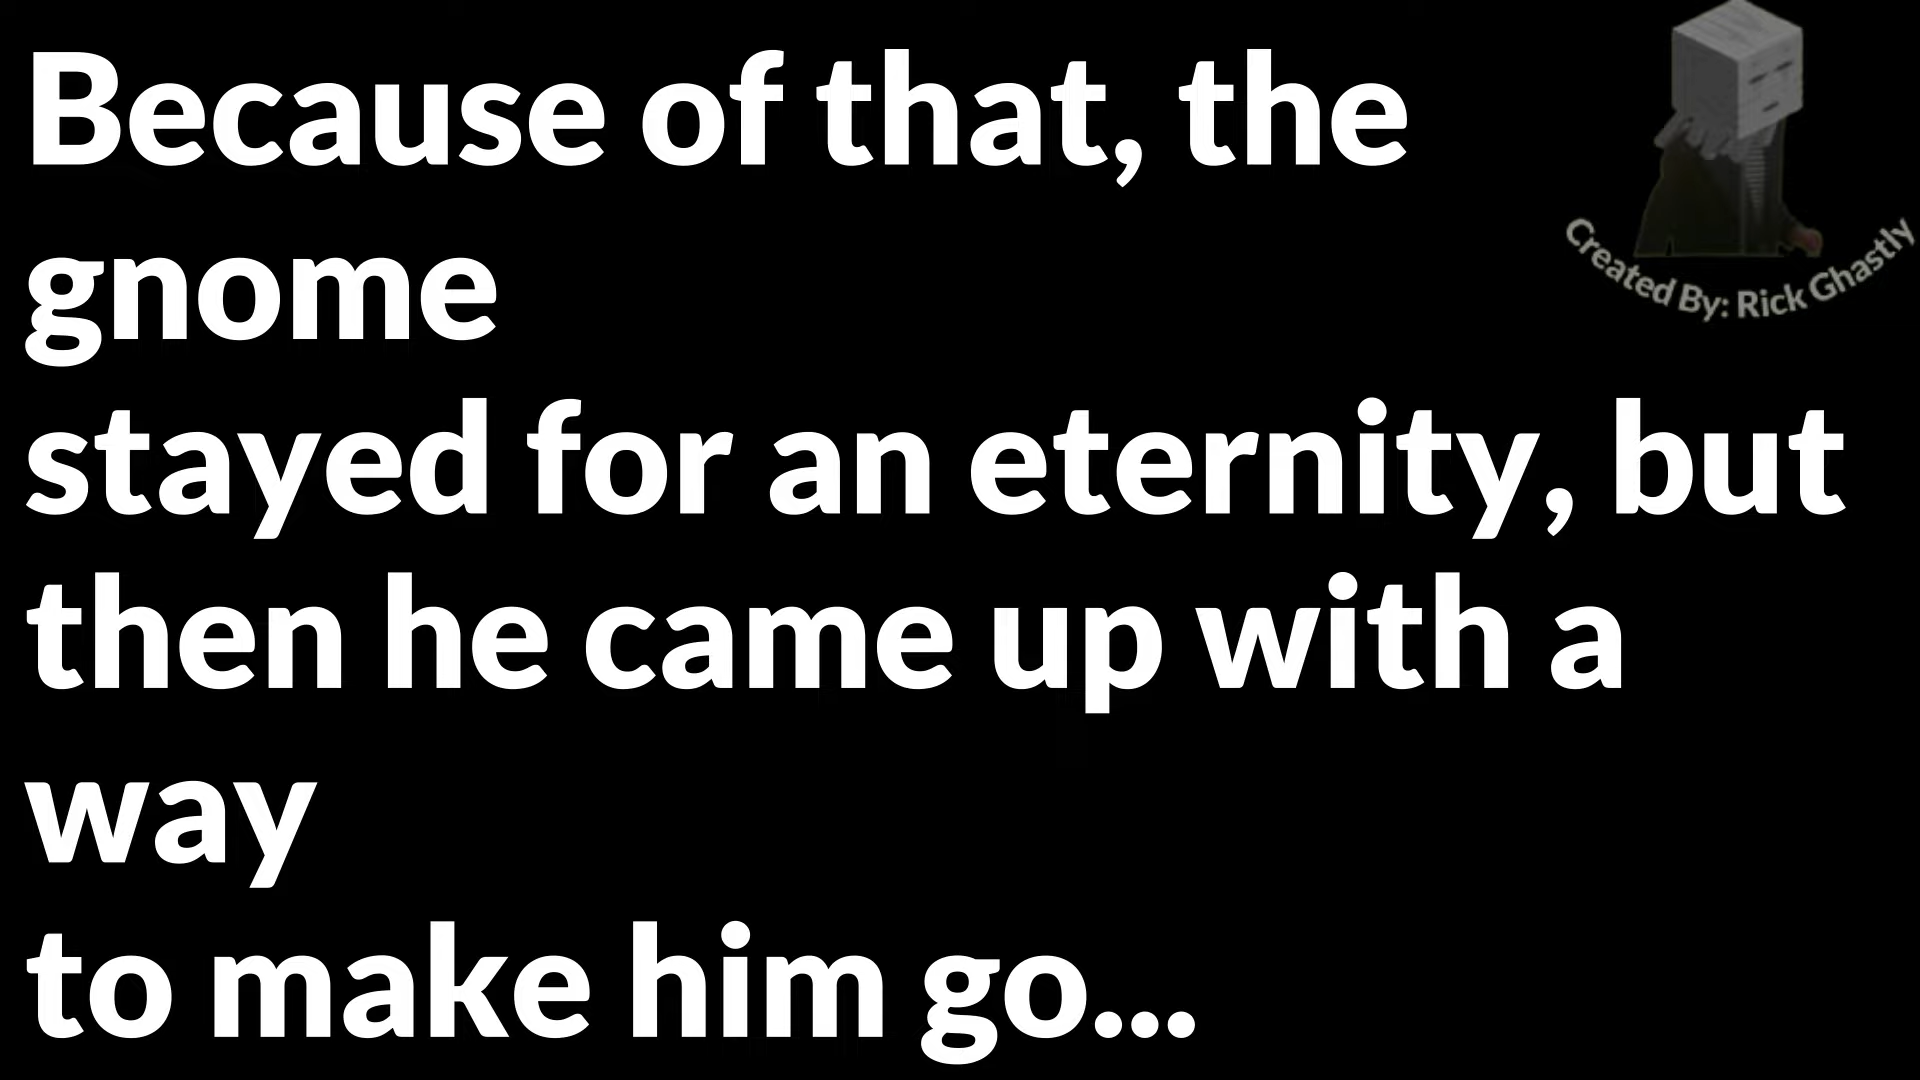 Because of that, the
gnome
stayed for an eternity, but
then he came up with a
way
to make him go...
Created By: Rick Ghastly